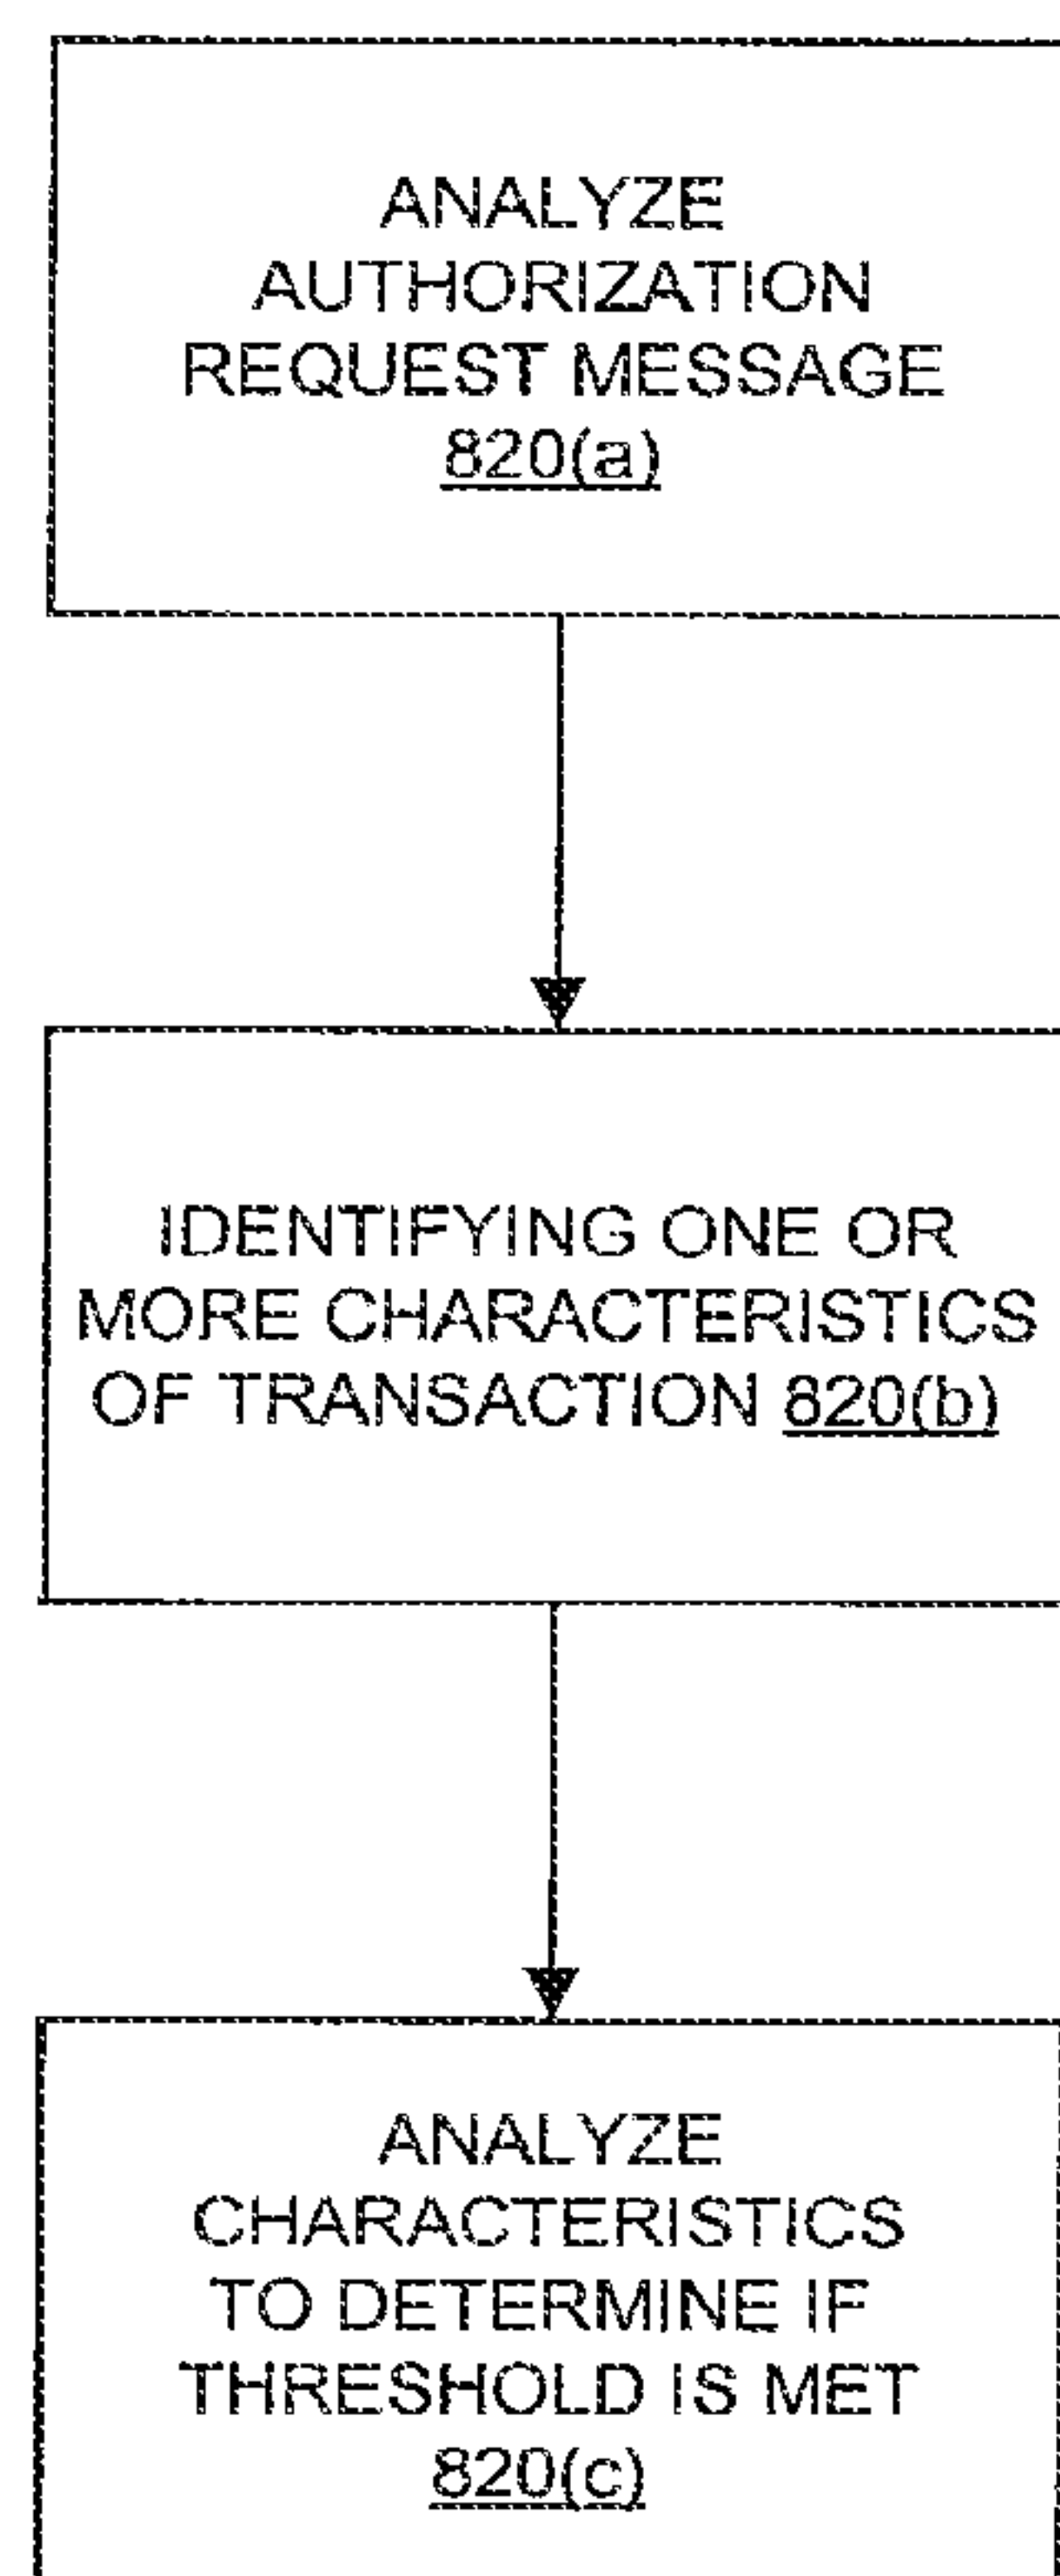 ANALYZE
AUTHORIZATION
REQUEST MESSAGE
820(a)
IDENTIFYING ONE OR
MORE CHARACTERISTICS
OF TRANSACTION 820(b)
ANALYZE
CHARACTERISTICS
TO DETERMINE IF
THRESHOLD IS MET
820(c)